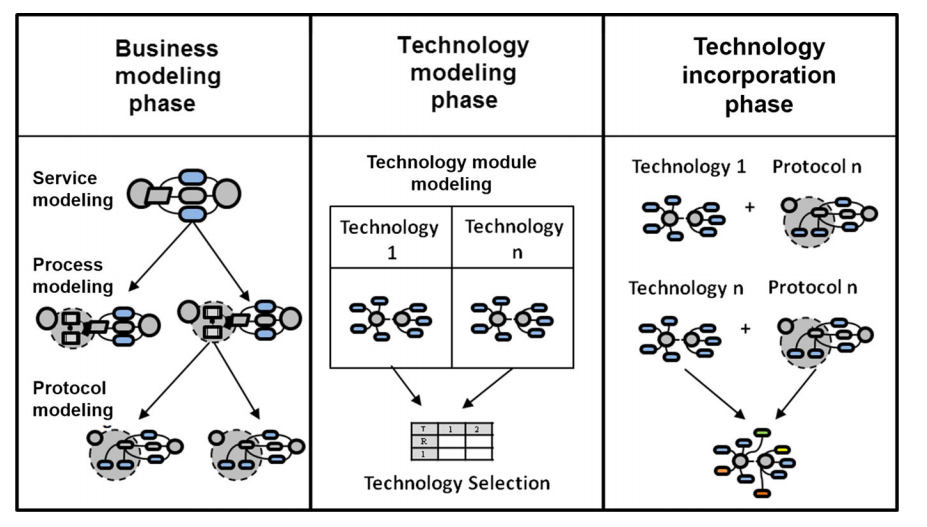 Business
modeling
phase
Technology
modeling
phase
Technology
incorporation
phase
Service
modeling
Process
modeling
Protocol
modeling
Technology module
modeling
Technology
1
Technology
n
T 1 2
R
1
Technology Selection
Technology 1 Protocol n
+
Technology n Protocol n
+